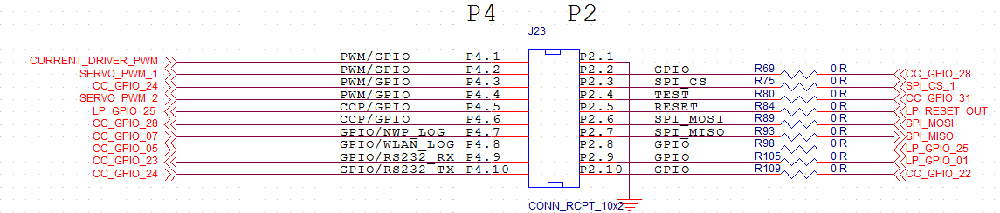 P4 P2
J23
CURRENT_DRIVER_PWM PWM/GPIO P4.1 P2.1
SERVO_PWM_1 PWM/GPIO P4.2 P2.2 GPIO R69 0 R CC_GPIO_28
CC_GPIO_24 PWM/GPIO P4.3 P2.3 SPI_CS R75 0 R SPI_CS_1
SERVO_PWM_2 PWM/GPIO P4.4 P2.4 TEST R80 0 R CC_GPIO_31
LP_GPIO_25 CCP/GPIO P4.5 P2.5 RESET R84 0 R LP_RESET_OUT
CC_GPIO_28 CCP/GPIO P4.6 P2.6 SPI_MOSI R89 0 R SPI_MOSI
CC_GPIO_07 GPIO/NWP_LOG P4.7 P2.7 SPI_MISO R93 0 R SPI_MISO
CC_GPIO_05 GPIO/WLAN_LOG P4.8 P2.8 GPIO R98 0 R LP_GPIO_25
CC_GPIO_23 GPIO/RS232_RX P4.9 P2.9 GPIO R105 0 R LP_GPIO_01
CC_GPIO_24 GPIO/RS232_TX P4.10 P2.10 GPIO R109 0 R CC_GPIO_22
CONN_RCPT_10x2